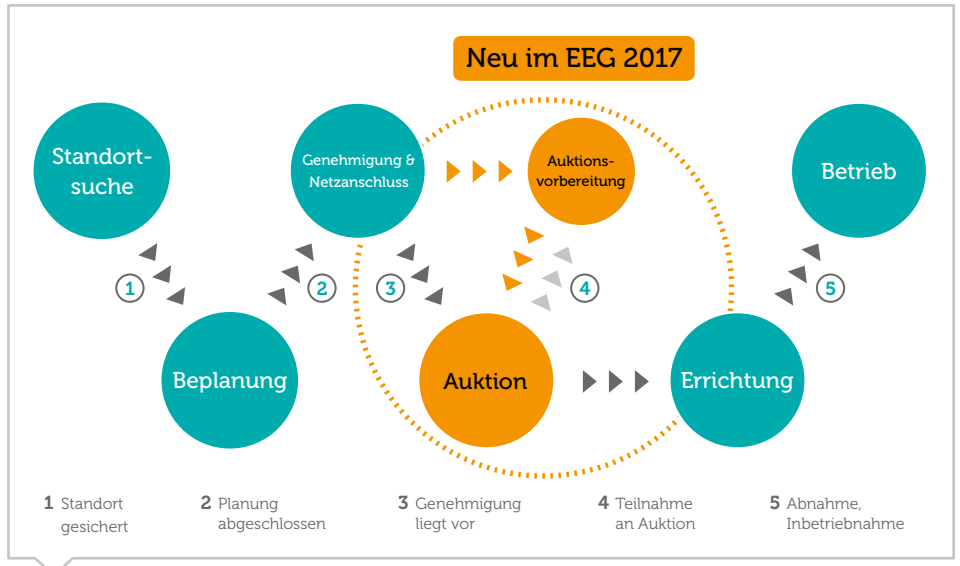 Neu im EEG 2017
Standort-
suche
Genehmigung &
Netzanschluss
Auktions-
vorbereitung
Betrieb
1
2
3
4
5
Beplanung
Auktion
Errichtung
1 Standort
gesichert
2 Planung
abgeschlossen
3 Genehmigung
liegt vor
4 Teilnahme
an Auktion
5 Abnahme,
Inbetriebnahme